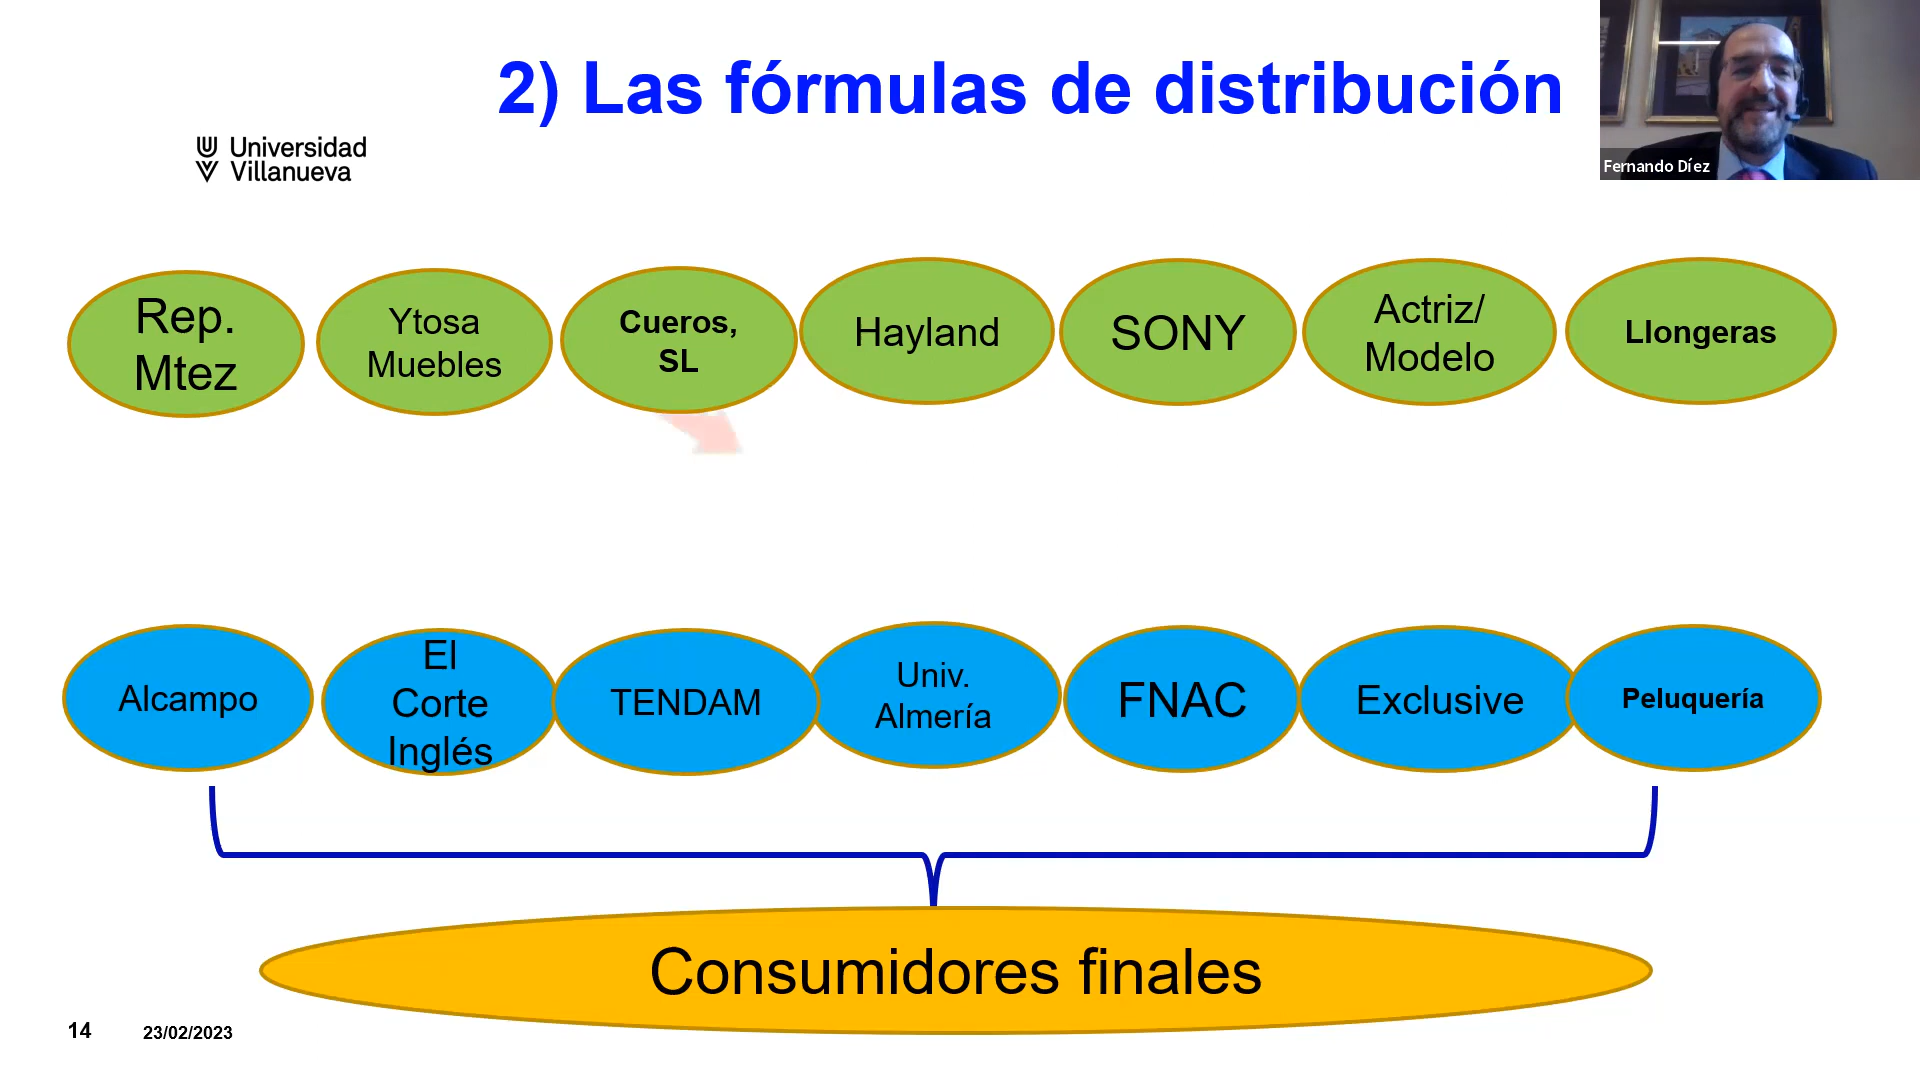 2) Las fórmulas de distribución
Universidad
Villanueva
Fernando Díez
Rep.
Mtez
Ytosa
Muebles
Cueros,
SL
Hayland
SONY
Actriz/
Modelo
Llongeras
Alcampo
El
Corte
Inglés
TENDAM
Univ.
Almería
FNAC
Exclusive
Peluquería
Consumidores finales
14
23/02/2023